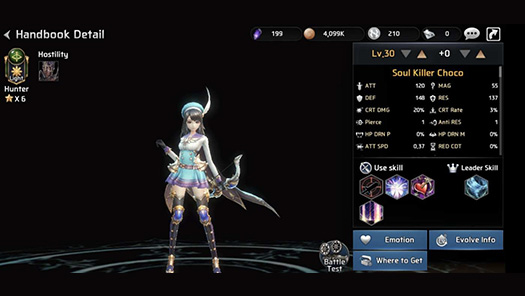 Handbook Detail
199
4,099K
210
0
Hostility
Light
Hunter
X 6
Lv.30
+0
Soul Killer Choco
ATT 120 MAG 55
DEF 148 RES 137
CRT DMG 20% CRT Rate 3%
Pierce 1 Anti RES 1
HP DRN P 0% HP DRN M 0%
ATT SPD 0,37 RED CDT 0%
Use skill
Leader Skill
Emotion
Evolve Info
Battle
Test
Where to Get